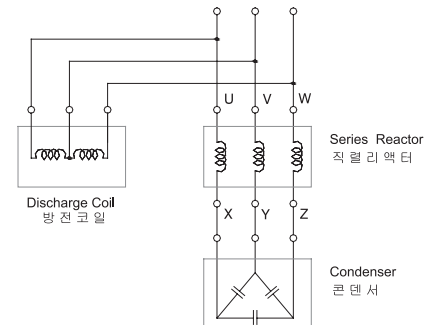 U V W
Series Reactor
직렬리액터
Discharge Coil
방전코일
X Y Z
Condenser
콘덴서